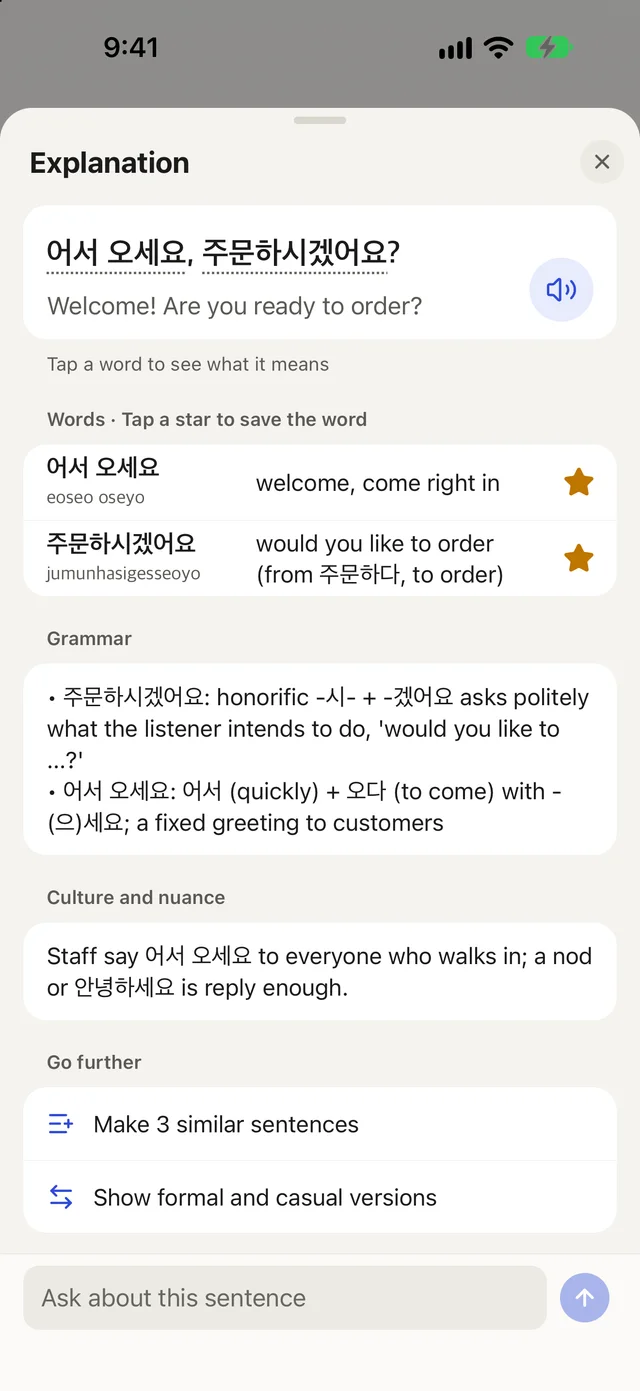 9:41
Explanation
어서 오세요, 주문하시겠어요?
Welcome! Are you ready to order?
Tap a word to see what it means
Words · Tap a star to save the word
어서 오세요
eoseo oseyo
welcome, come right in
주문하시겠어요
jumunhasigesseoyo
would you like to order
(from 주문하다, to order)
Grammar
• 주문하시겠어요: honorific -시- + -겠어요 asks politely
what the listener intends to do, 'would you like to
...?'
• 어서 오세요: 어서 (quickly) + 오다 (to come) with -
(으)세요; a fixed greeting to customers
Culture and nuance
Staff say 어서 오세요 to everyone who walks in; a nod
or 안녕하세요 is reply enough.
Go further
Make 3 similar sentences
Show formal and casual versions
Ask about this sentence